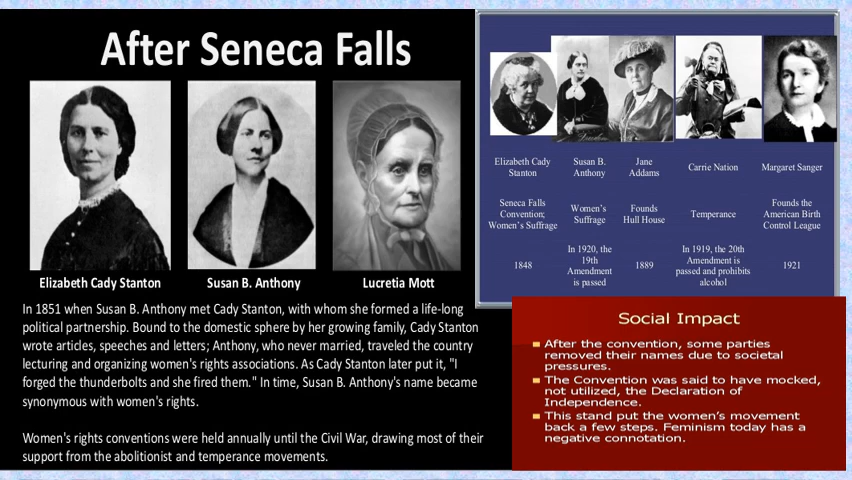 After Seneca Falls
Elizabeth Cady Stanton
Susan B. Anthony
Lucretia Mott
In 1851 when Susan B. Anthony met Cady Stanton, with whom she formed a life-long
political partnership. Bound to the domestic sphere by her growing family, Cady Stanton
wrote articles, speeches and letters; Anthony, who never married, traveled the country
lecturing and organizing women's rights associations. As Cady Stanton later put it, "I
forged the thunderbolts and she fired them." In time, Susan B. Anthony's name became
synonymous with women's rights.
Women's rights conventions were held annually until the Civil War, drawing most of their
support from the abolitionist and temperance movements.
Elizabeth Cady
Stanton
Susan B.
Anthony
Jane
Addams
Carrie Nation
Margaret Sanger
Seneca Falls
Convention;
Women's Suffrage
Women's
Suffrage
Founds
Hull House
Temperance
Founds the
American Birth
Control League
1848
In 1920, the
19th
Amendment
is passed
1889
In 1919, the 20th
Amendment is
passed and prohibits
alcohol
1921
Social Impact
After the convention, some parties
removed their names due to societal
pressures.
The Convention was said to have mocked,
not utilized, the Declaration of
Independence.
This stand put the women's movement
back a few steps. Feminism today has a
negative connotation.